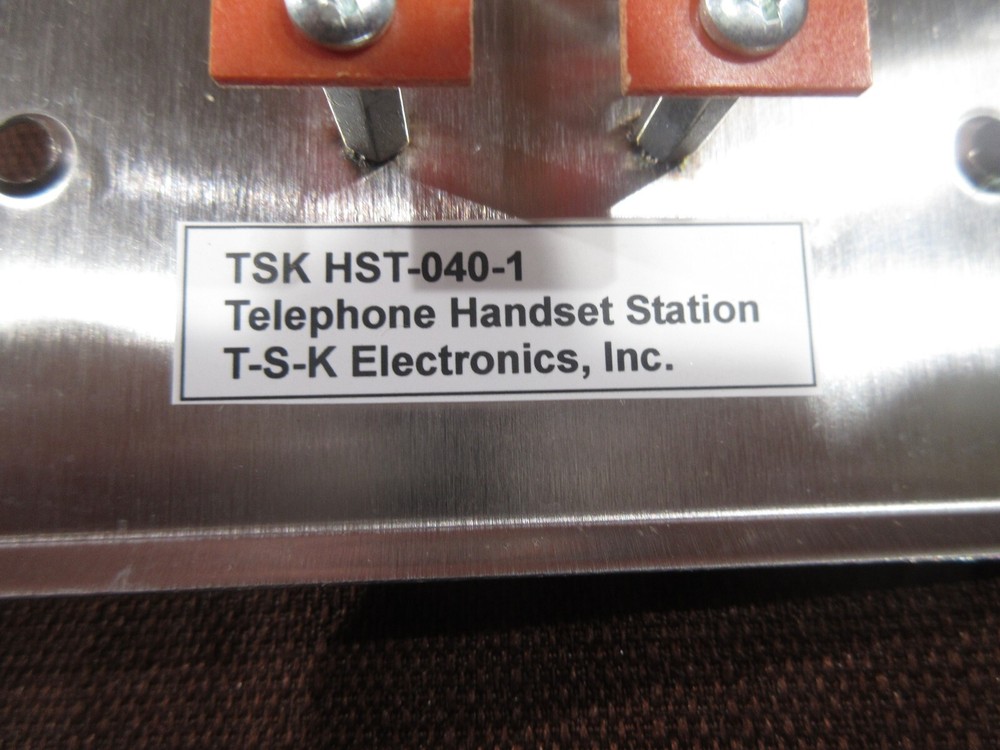 TSK HST-040-1
Telephone Handset Station
T-S-K Electronics, Inc.